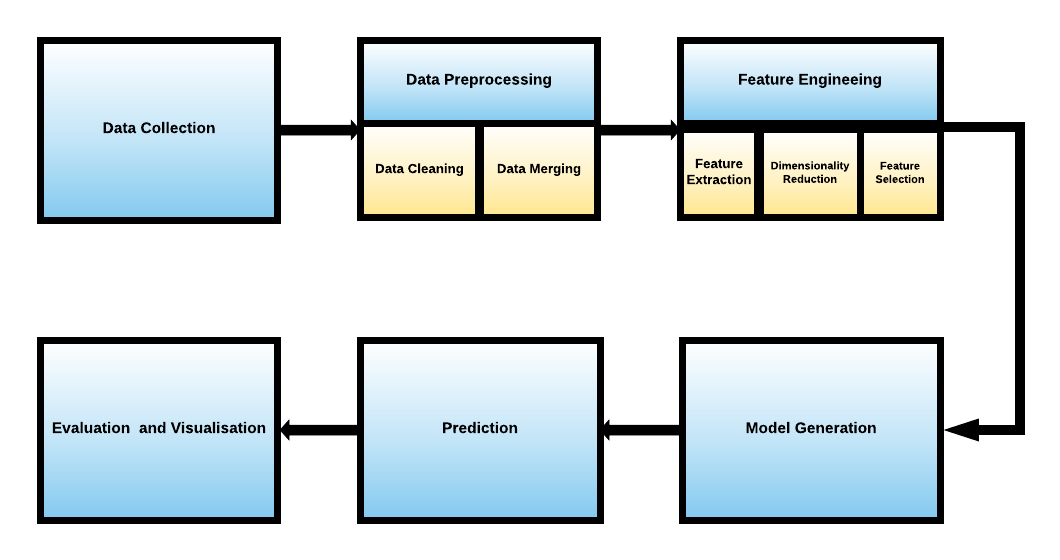 Data Collection
Data Preprocessing
Data Cleaning
Data Merging
Feature Engineeing
Feature
Extraction
Dimensionality
Reduction
Feature
Selection
Model Generation
Prediction
Evaluation  and Visualisation